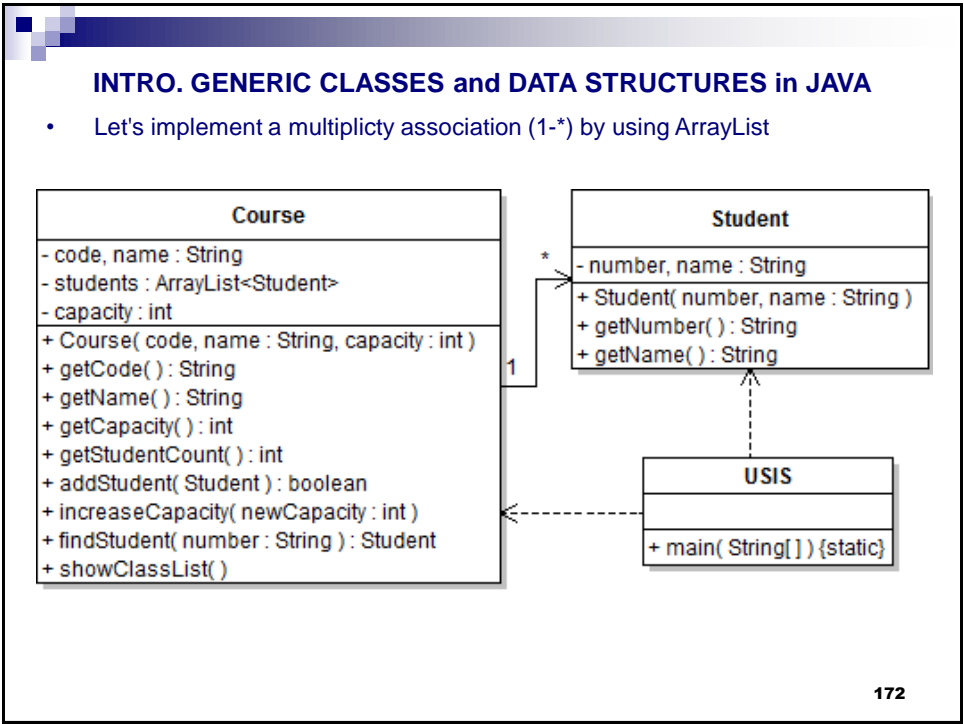 INTRO. GENERIC CLASSES and DATA STRUCTURES in JAVA
• Let's implement a multiplicty association (1-*) by using ArrayList
Course
- code, name : String
- students : ArrayList<Student>
- capacity : int
+ Course( code, name : String, capacity : int )
+ getCode( ) : String
+ getName( ) : String
+ getCapacity( ) : int
+ getStudentCount( ) : int
+ addStudent( Student ) : boolean
+ increaseCapacity( newCapacity : int )
+ findStudent( number : String ) : Student
+ showClassList( )
1
*
Student
- number, name : String
+ Student( number, name : String )
+ getNumber( ) : String
+ getName( ) : String
USIS
+ main( String[ ] ) {static}
172